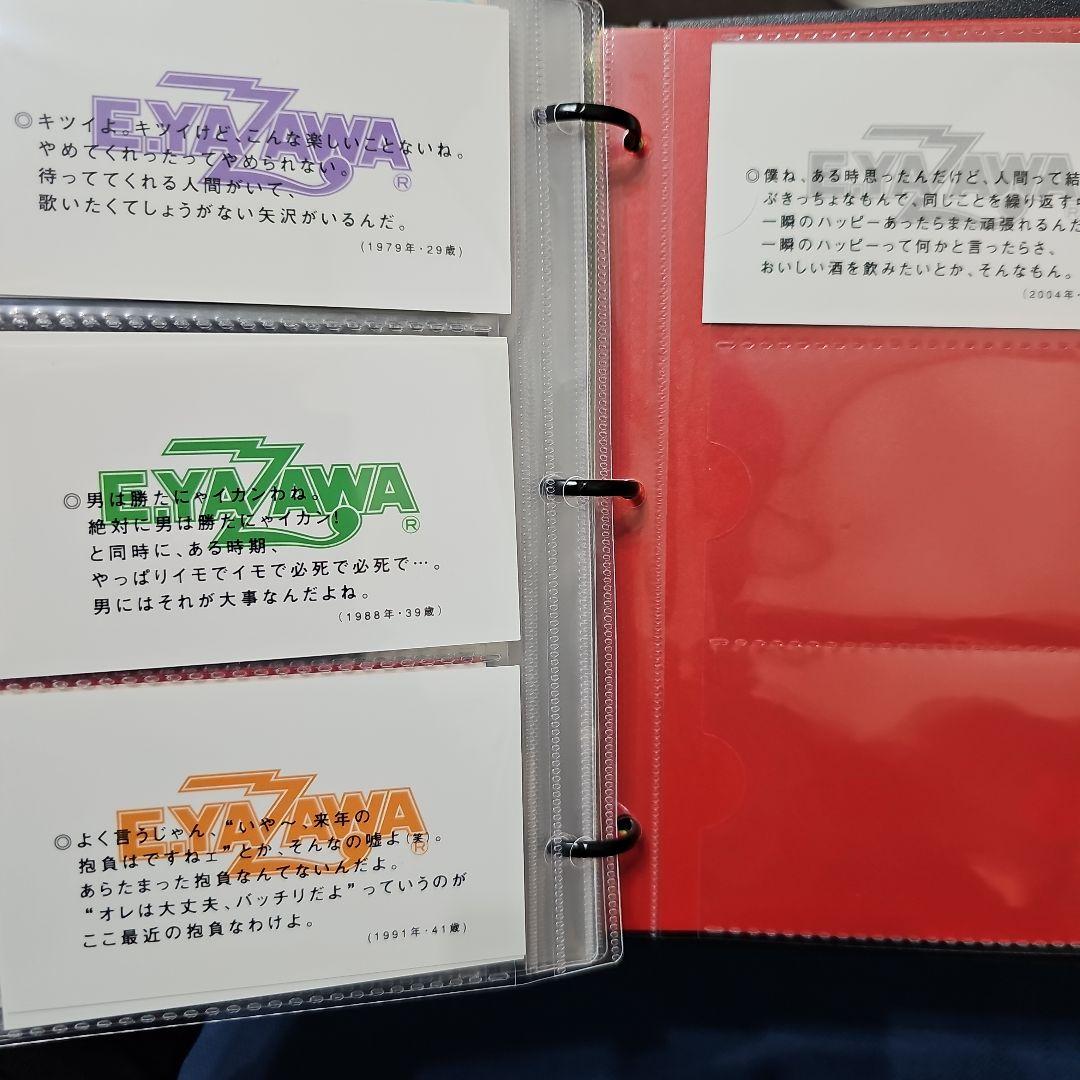 E.YAZAWA®
◎キツイよ。キツイけど、こんな楽しいことないね。
やめてくれったってやめられない。
待っててくれる人間がいて、
歌いたくてしょうがない矢沢がいるんだ。
(1979年・29歳)
E.YAZAWA®
◎男は勝たにゃイカンわね。
絶対に男は勝たにゃイカン!
と同時に、ある時期、
やっぱりイモでイモで必死で必死で…。
男にはそれが大事なんだよね。
(1988年・39歳)
E.YAZAWA®
◎よく言うじゃん、“いや〜、来年の
抱負はですねェ”とか、そんなの嘘よ(笑)。
あらたまった抱負なんてないんだよ。
“オレは大丈夫、バッチリだよ”っていうのが
ここ最近の抱負なわけよ。
(1991年・41歳)
E.YAZAWA
◎僕ね、ある時思ったんだけど、人間って結
ぶきっちょなもんで、同じことを繰り返す
一瞬のハッピーあったらまた頑張れるんだ
一瞬のハッピーって何かと言ったらさ、
おいしい酒を飲みたいとか、そんなもん。
(2004年・